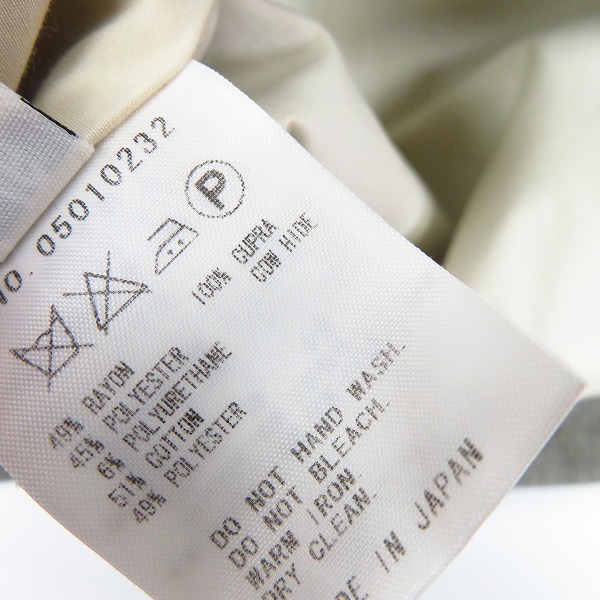 No. 05010232
P
100% CUPRA
COW HIDE
49% RAYON
45% POLYESTER
6% POLYURETHANE
51% COTTON
49% POLYESTER
DO NOT HAND WASH.
DO NOT BLEACH.
WARM IRON.
DRY CLEAN.
DE IN JAPAN